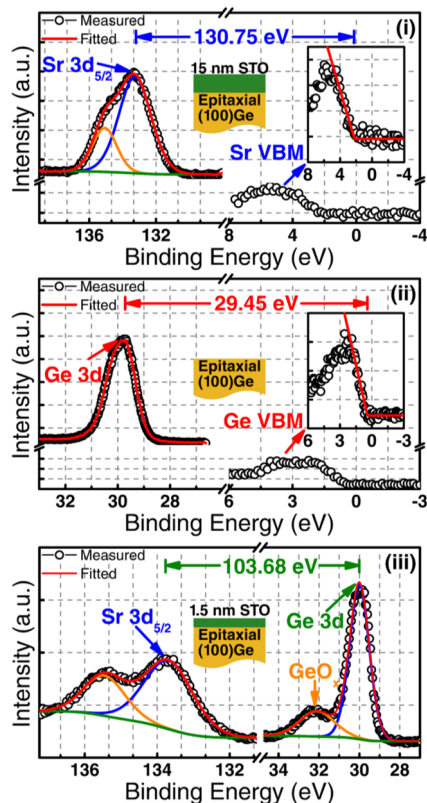 Measured
Fitted
(i)
130.75 eV
Sr 3d5/2
15 nm STO
Epitaxial
(100)Ge
Sr VBM
8 4 0 -4
Intensity (a.u.)
136 132 8 4 0 -4
Binding Energy (eV)
Measured
Fitted
(ii)
29.45 eV
Ge 3d
Epitaxial
(100)Ge
Ge VBM
6 3 0 -3
Intensity (a.u.)
32 30 28 6 3 0 -3
Binding Energy (eV)
Measured
Fitted
(iii)
103.68 eV
Sr 3d5/2
1.5 nm STO
Epitaxial
(100)Ge
Ge 3d
GeOx
Intensity (a.u.)
136 134 132 34 32 30 28
Binding Energy (eV)